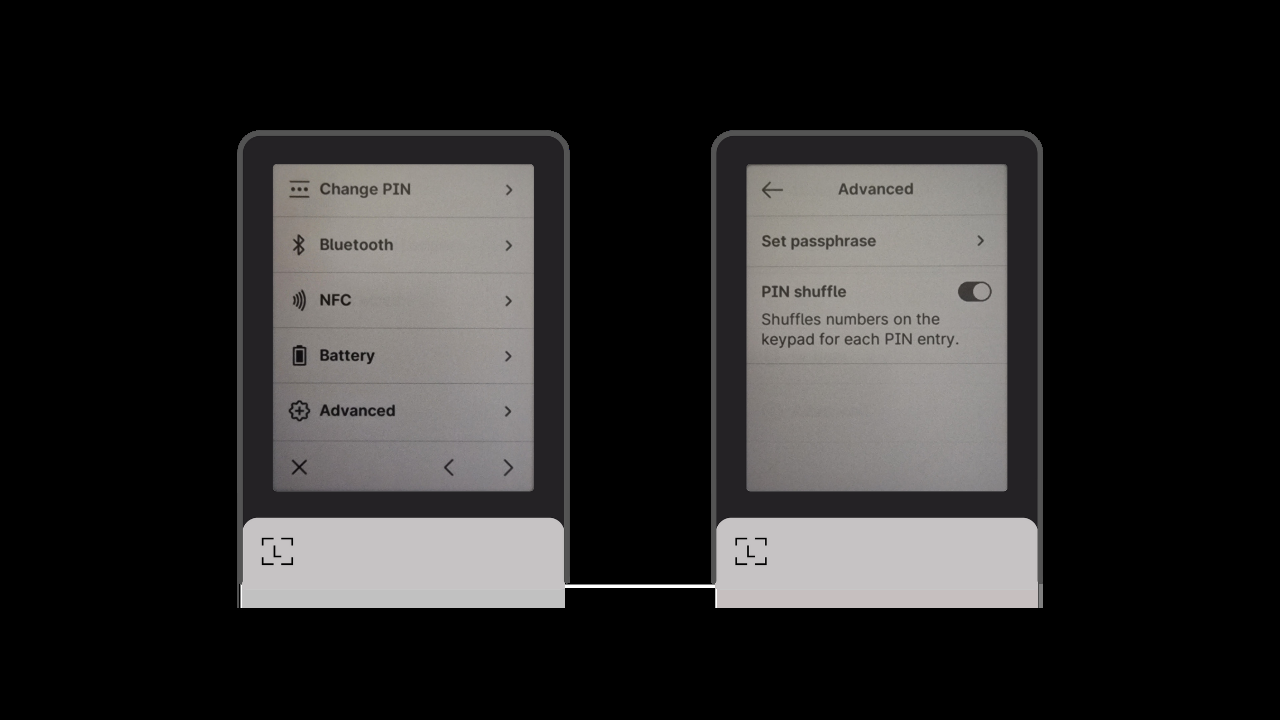 Change PIN
Bluetooth
NFC
Battery
Advanced
L
Advanced
Set passphrase
PIN shuffle
Shuffles numbers on the
keypad for each PIN entry.
L